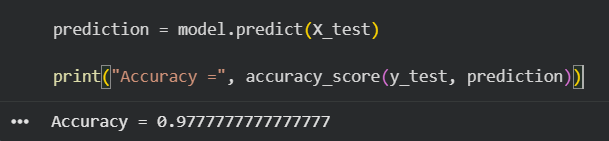 prediction = model.predict(X_test)
print("Accuracy =", accuracy_score(y_test, prediction))
••• Accuracy = 0.9777777777777777